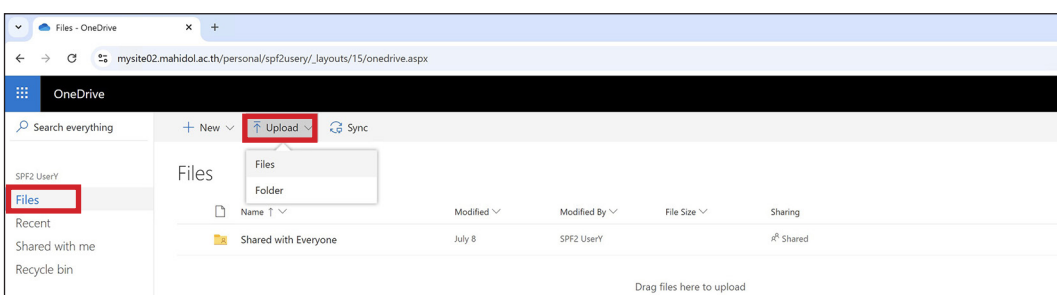 Files - OneDrive
mysite02.mahidol.ac.th/personal/spf2usery/_layouts/15/onedrive.aspx
OneDrive
Search everything
New Upload Sync
Files
Folder
SPF2 UserY
Files
Files
Recent
Shared with me
Recycle bin
Name Modified Modified By File Size Sharing
Shared with Everyone July 8 SPF2 UserY Shared
Drag files here to upload